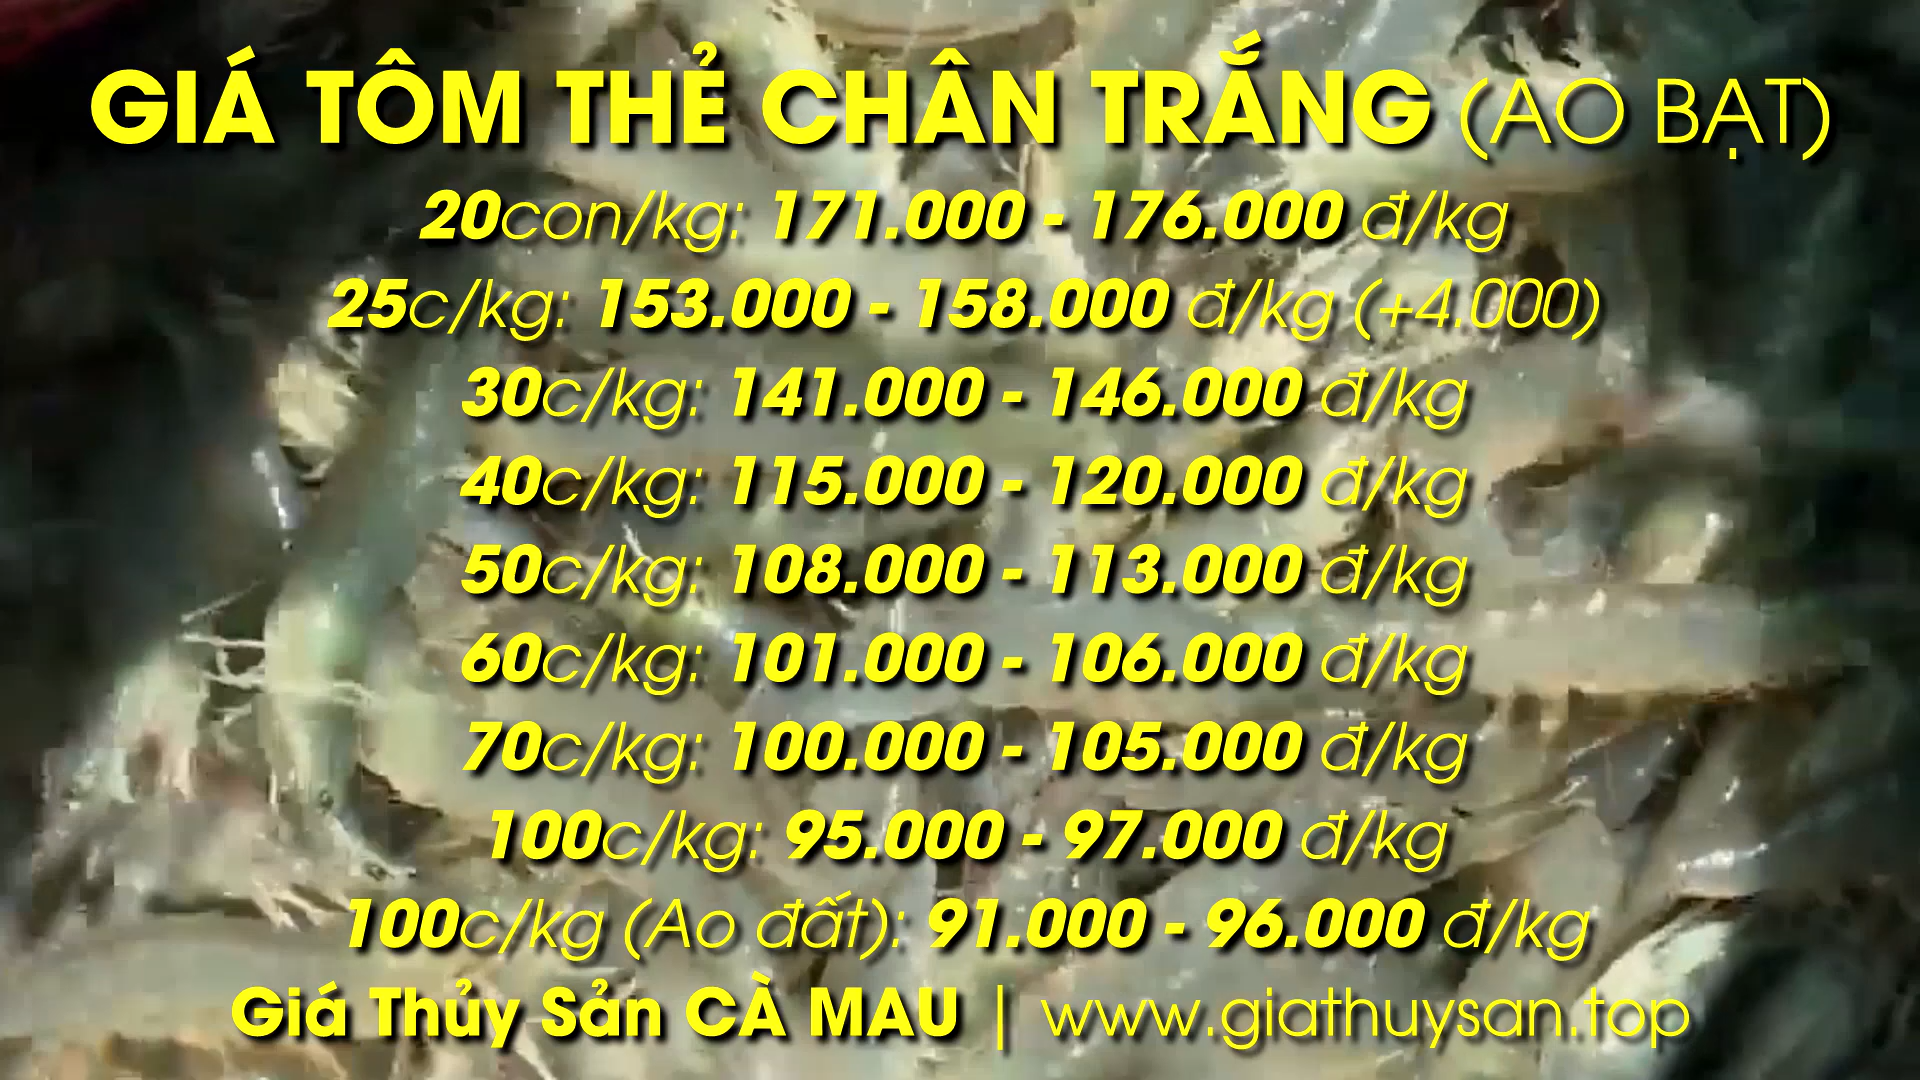 GIÁ TÔM THẺ CHÂN TRẮNG (AO BẠT)
20con/kg: 171.000 - 176.000 đ/kg
25c/kg: 153.000 - 158.000 đ/kg (+4.000)
30c/kg: 141.000 - 146.000 đ/kg
40c/kg: 115.000 - 120.000 đ/kg
50c/kg: 108.000 - 113.000 đ/kg
60c/kg: 101.000 - 106.000 đ/kg
70c/kg: 100.000 - 105.000 đ/kg
100c/kg: 95.000 - 97.000 đ/kg
100c/kg (Ao đất): 91.000 - 96.000 đ/kg
Giá Thủy Sản CÀ MAU | www.giathuysan.top